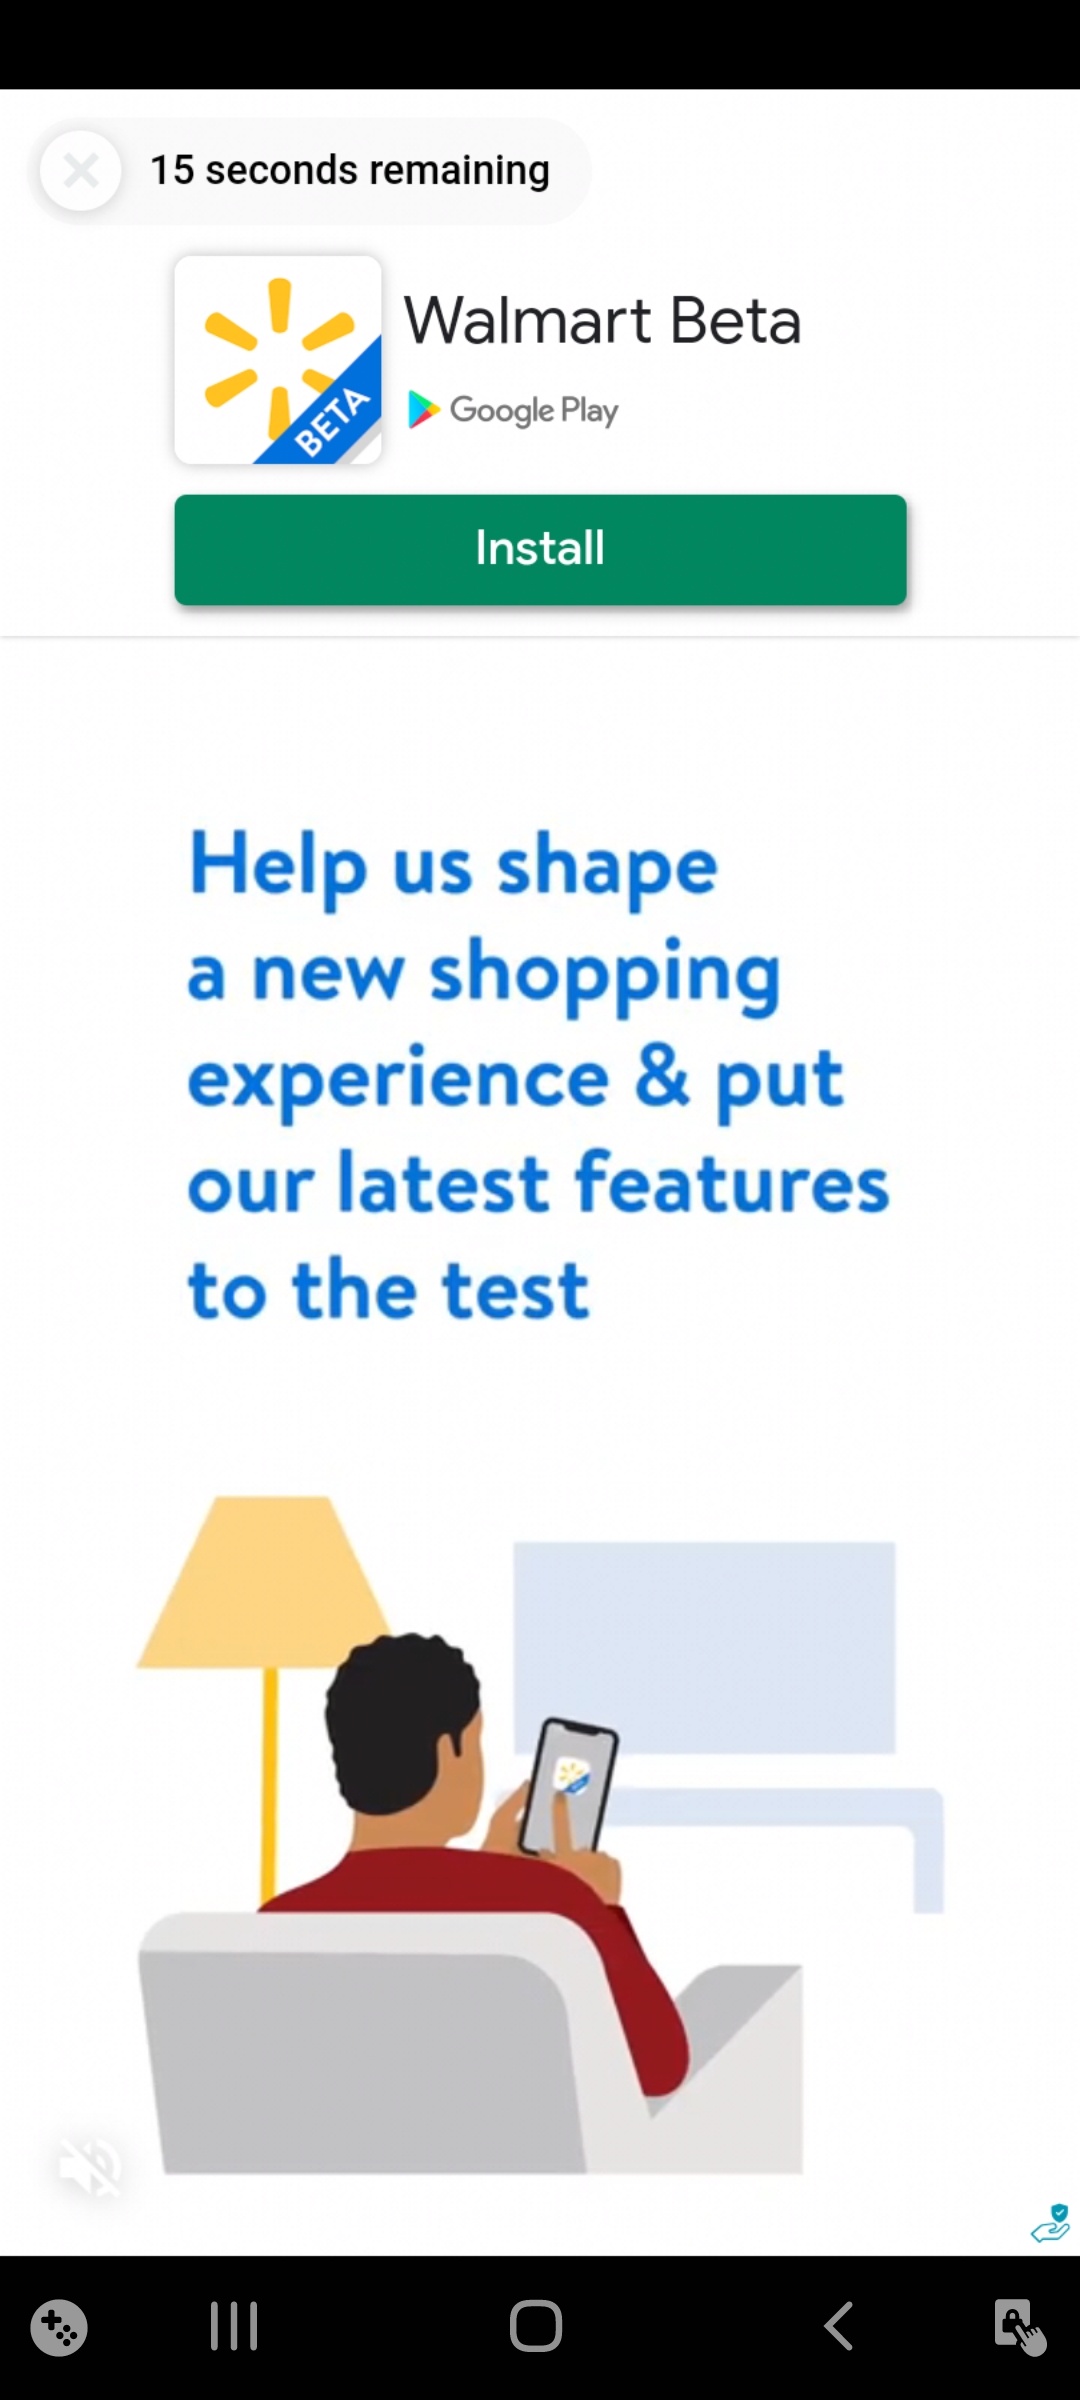 15 seconds remaining
Walmart Beta
BETA
Google Play
Install
Help us shape
a new shopping
experience & put
our latest features
to the test